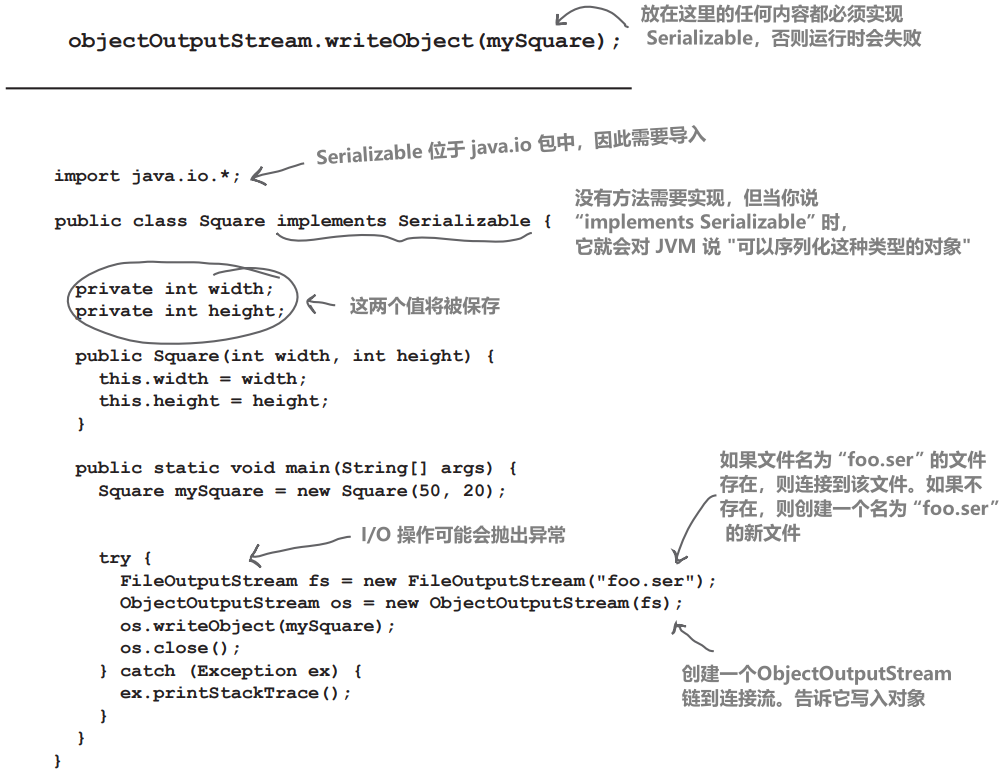 放在这里的任何内容都必须实现
Serializable，否则运行时会失败
objectOutputStream.writeObject(mySquare);
Serializable 位于 java.io 包中，因此需要导入
import java.io.*;
没有方法需要实现，但当你说
“implements Serializable” 时，
它就会对 JVM 说 "可以序列化这种类型的对象"
public class Square implements Serializable {
private int width;
private int height;
这两个值将被保存
public Square(int width, int height) {
this.width = width;
this.height = height;
}
public static void main(String[] args) {
Square mySquare = new Square(50, 20);
如果文件名为 “foo.ser” 的文件
存在，则连接到该文件。如果不
存在，则创建一个名为 “foo.ser”
的新文件
I/O 操作可能会抛出异常
try {
FileOutputStream fs = new FileOutputStream("foo.ser");
ObjectOutputStream os = new ObjectOutputStream(fs);
os.writeObject(mySquare);
os.close();
} catch (Exception ex) {
ex.printStackTrace();
}
}
}
创建一个ObjectOutputStream
链到连接流。告诉它写入对象